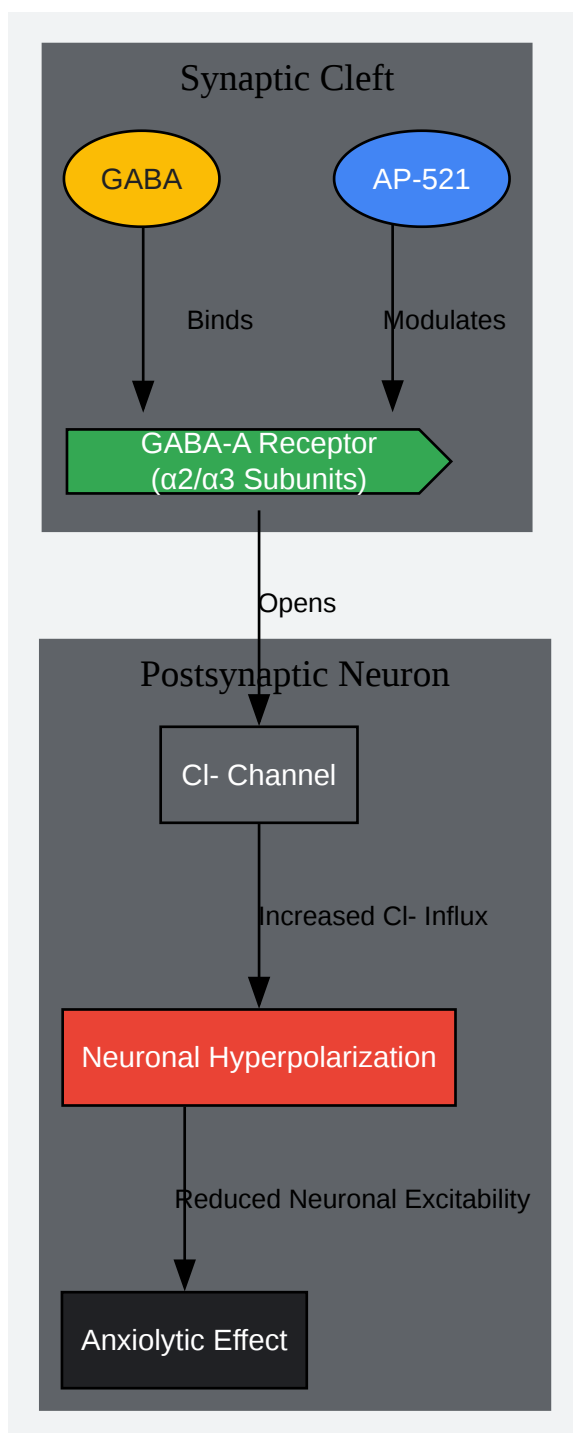 Synaptic Cleft
GABA
AP-521
Binds
Modulates
GABA-A Receptor
(α2/α3 Subunits)
Opens
Postsynaptic Neuron
Cl- Channel
Increased Cl- Influx
Neuronal Hyperpolarization
Reduced Neuronal Excitability
Anxiolytic Effect